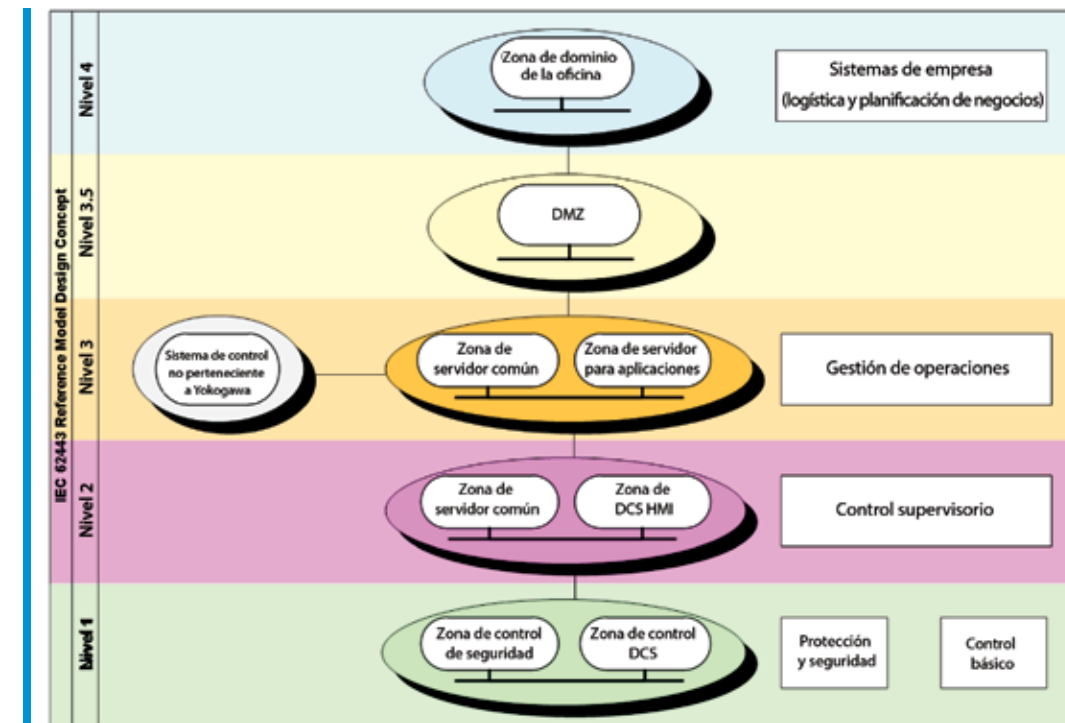 IEC 62443 Reference Model Design Concept
Nivel 4
Zona de dominio
de la oficina
Sistemas de empresa
(logística y planificación de negocios)
Nivel 3.5
DMZ
Nivel 3
Sistema de control
no perteneciente
a Yokogawa
Zona de
servidor común
Zona de servidor
para aplicaciones
Gestión de operaciones
Nivel 2
Zona de
servidor común
Zona de
DCS HMI
Control supervisorio
Nivel 1
Zona de control
de seguridad
Zona de control
DCS
Protección
y seguridad
Control
básico